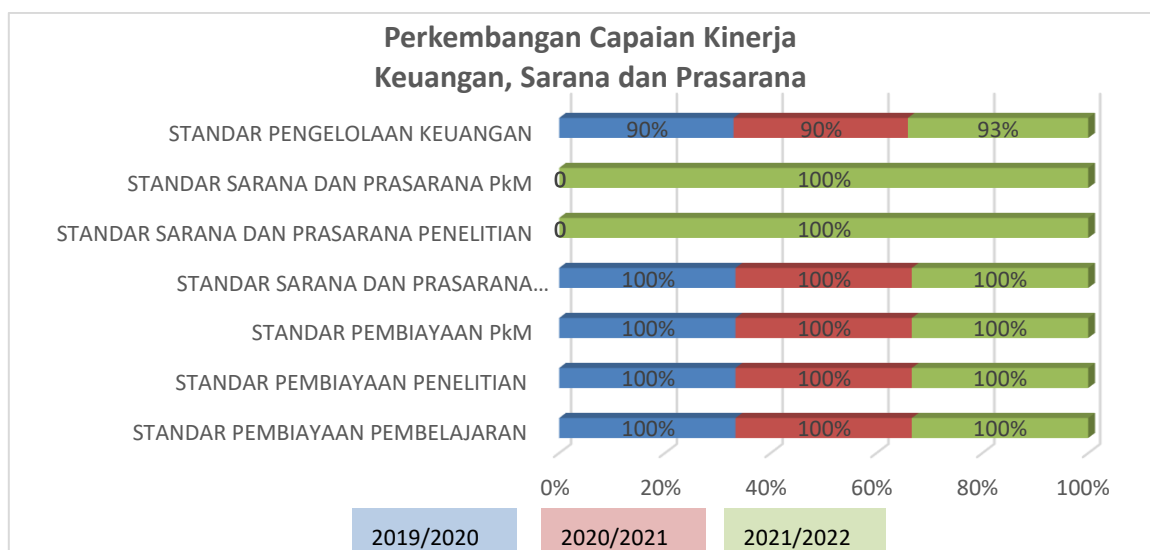 Perkembangan Capaian Kinerja
Keuangan, Sarana dan Prasarana
STANDAR PENGELOLAAN KEUANGAN 90% 90% 93%
STANDAR SARANA DAN PRASARANA PkM 0 100%
STANDAR SARANA DAN PRASARANA PENELITIAN 0 100%
STANDAR SARANA DAN PRASARANA... 100% 100% 100%
STANDAR PEMBIAYAAN PkM 100% 100% 100%
STANDAR PEMBIAYAAN PENELITIAN 100% 100% 100%
STANDAR PEMBIAYAAN PEMBELAJARAN 100% 100% 100%
0% 20% 40% 60% 80% 100%
2019/2020 2020/2021 2021/2022